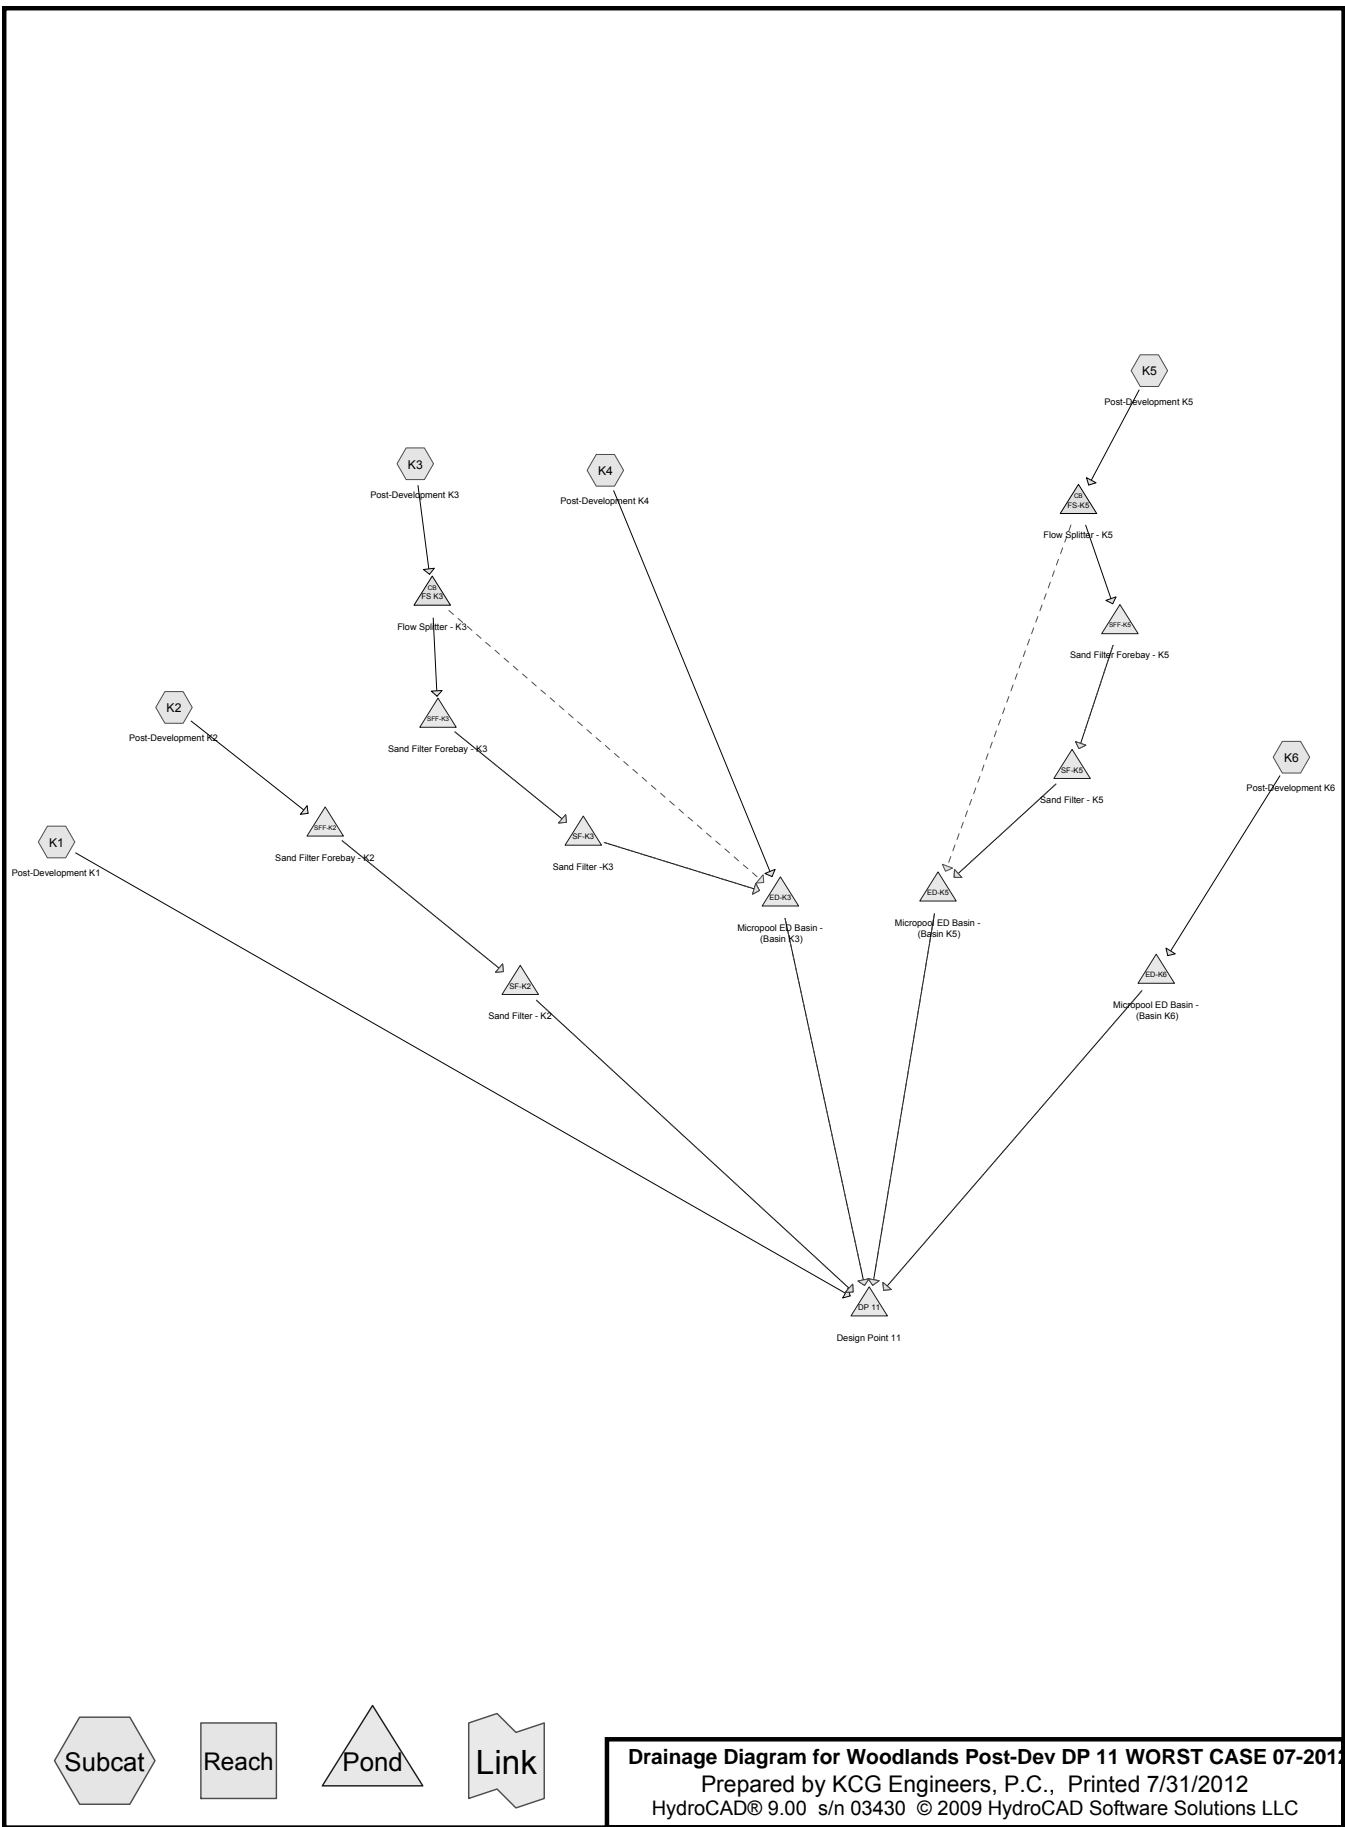 K5
Post-Development K5
K3
Post-Development K3
K4
Post-Development K4
CB
FS-K5
Flow Splitter - K5
CB
FS K3
Flow Splitter - K3
SFF-K5
Sand Filter Forebay - K5
K2
Post-Development K2
SFF-K3
Sand Filter Forebay - K3
SF-K5
Sand Filter - K5
K6
Post-Development K6
K1
Post-Development K1
SFF-K2
Sand Filter Forebay - K2
SF-K3
Sand Filter -K3
ED-K3
Micropool ED Basin -
(Basin K3)
ED-K5
Micropool ED Basin -
(Basin K5)
SF-K2
Sand Filter - K2
ED-K6
Micropool ED Basin -
(Basin K6)
DP 11
Design Point 11
Subcat
Reach
Pond
Link
Drainage Diagram for Woodlands Post-Dev DP 11 WORST CASE 07-2012
Prepared by KCG Engineers, P.C., Printed 7/31/2012
HydroCAD® 9.00 s/n 03430 © 2009 HydroCAD Software Solutions LLC